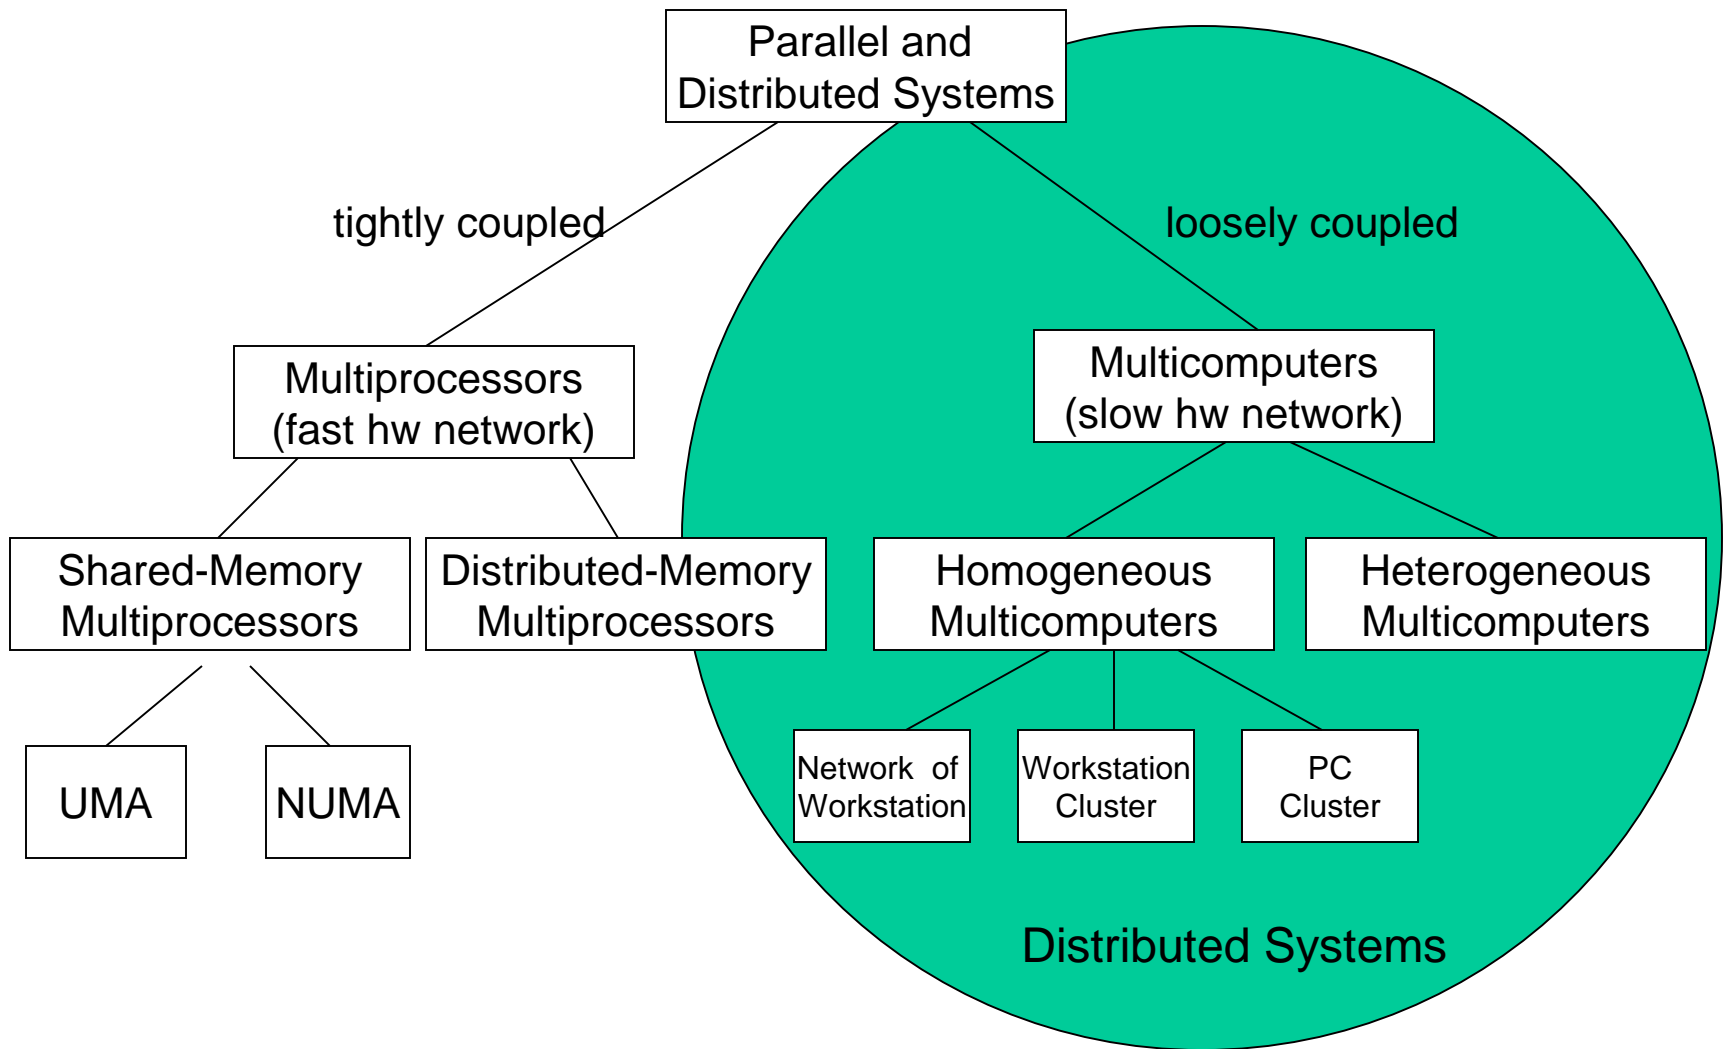 Parallel and
Distributed Systems
tightly coupled
loosely coupled
Multiprocessors
(fast hw network)
Multicomputers
(slow hw network)
Shared-Memory
Multiprocessors
Distributed-Memory
Multiprocessors
Homogeneous
Multicomputers
Heterogeneous
Multicomputers
UMA
NUMA
Network of
Workstation
Workstation
Cluster
PC
Cluster
Distributed Systems